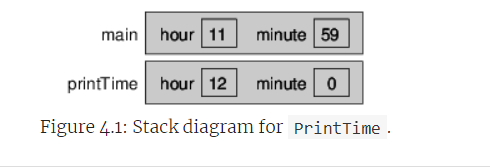 main hour 11 minute 59
printTime hour 12 minute 0
Figure 4.1: Stack diagram for PrintTime .